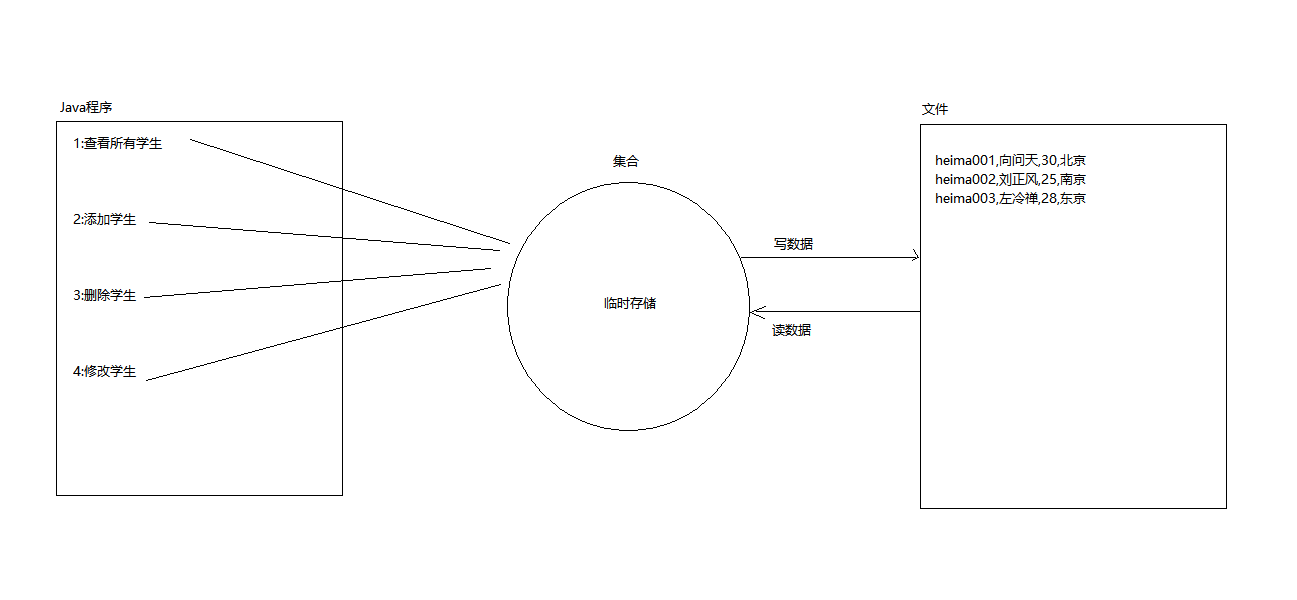 Java程序
1:查看所有学生
2:添加学生
3:删除学生
4:修改学生
集合
临时存储
写数据
读数据
文件
heima001,向问天,30,北京
heima002,刘正风,25,南京
heima003,左冷禅,28,东京